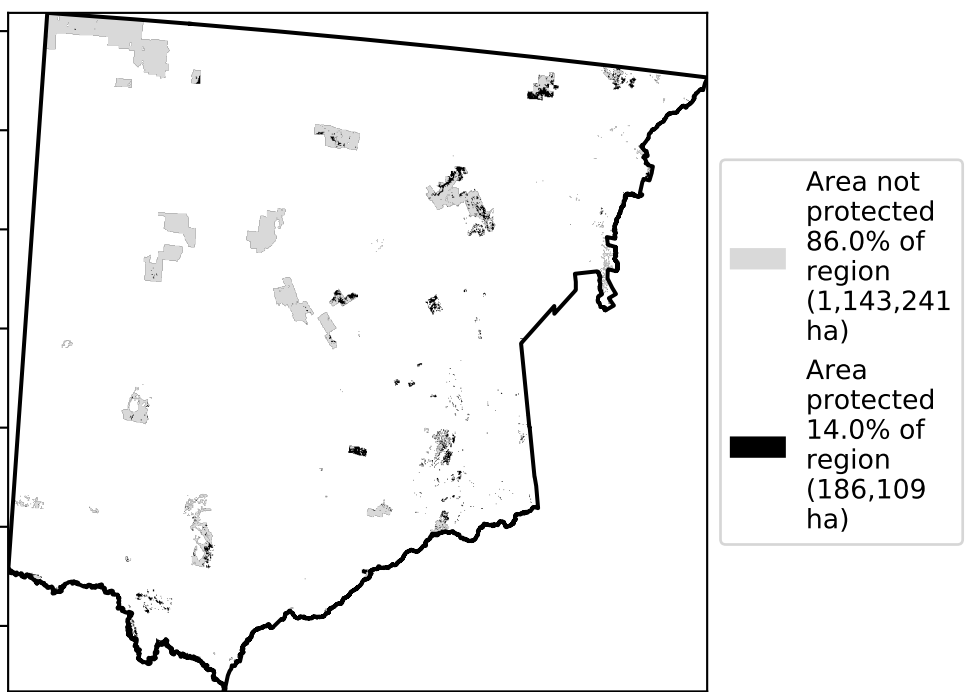 Area not
protected
86.0% of
region
(1,143,241
ha)
Area
protected
14.0% of
region
(186,109
ha)